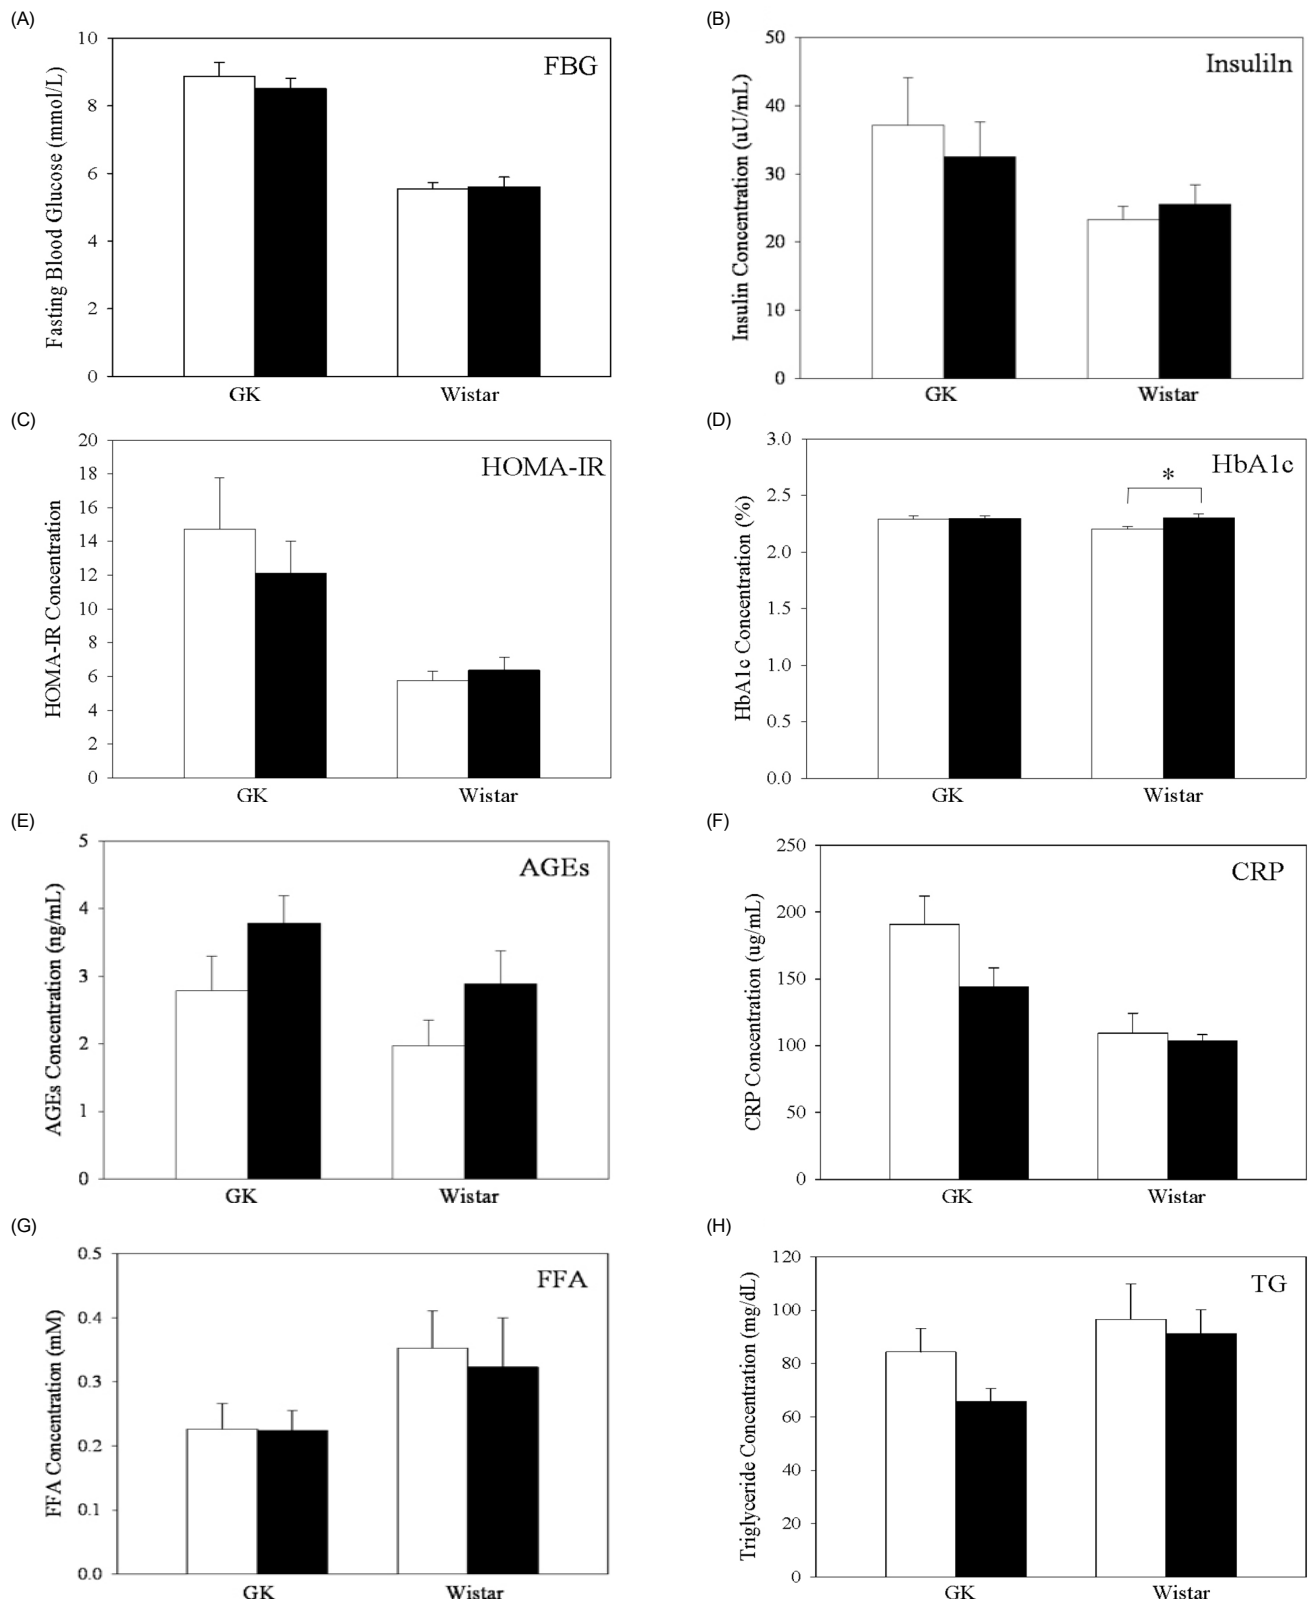 (A)
FBG
Fasting Blood Glucose (mmol/L)
10
8
6
4
2
0
GK Wistar
(B)
Insuliln
Insulin Concentration (uU/mL)
50
40
30
20
10
0
GK Wistar
(C)
HOMA-IR
HOMA-IR Concentration
20
18
16
14
12
10
8
6
4
2
0
GK Wistar
(D)
HbA1c
HbA1c Concentration (%)
3.0
2.5
2.0
1.5
1.0
0.5
0.0
*
GK Wistar
(E)
AGEs
AGEs Concentration (ng/mL)
5
4
3
2
1
0
GK Wistar
(F)
CRP
CRP Concentration (ug/mL)
250
200
150
100
50
0
GK Wistar
(G)
FFA
FFA Concentration (mM)
0.5
0.4
0.3
0.2
0.1
0.0
GK Wistar
(H)
TG
Triglyceride Concentration (mg/dL)
120
100
80
60
40
20
0
GK Wistar